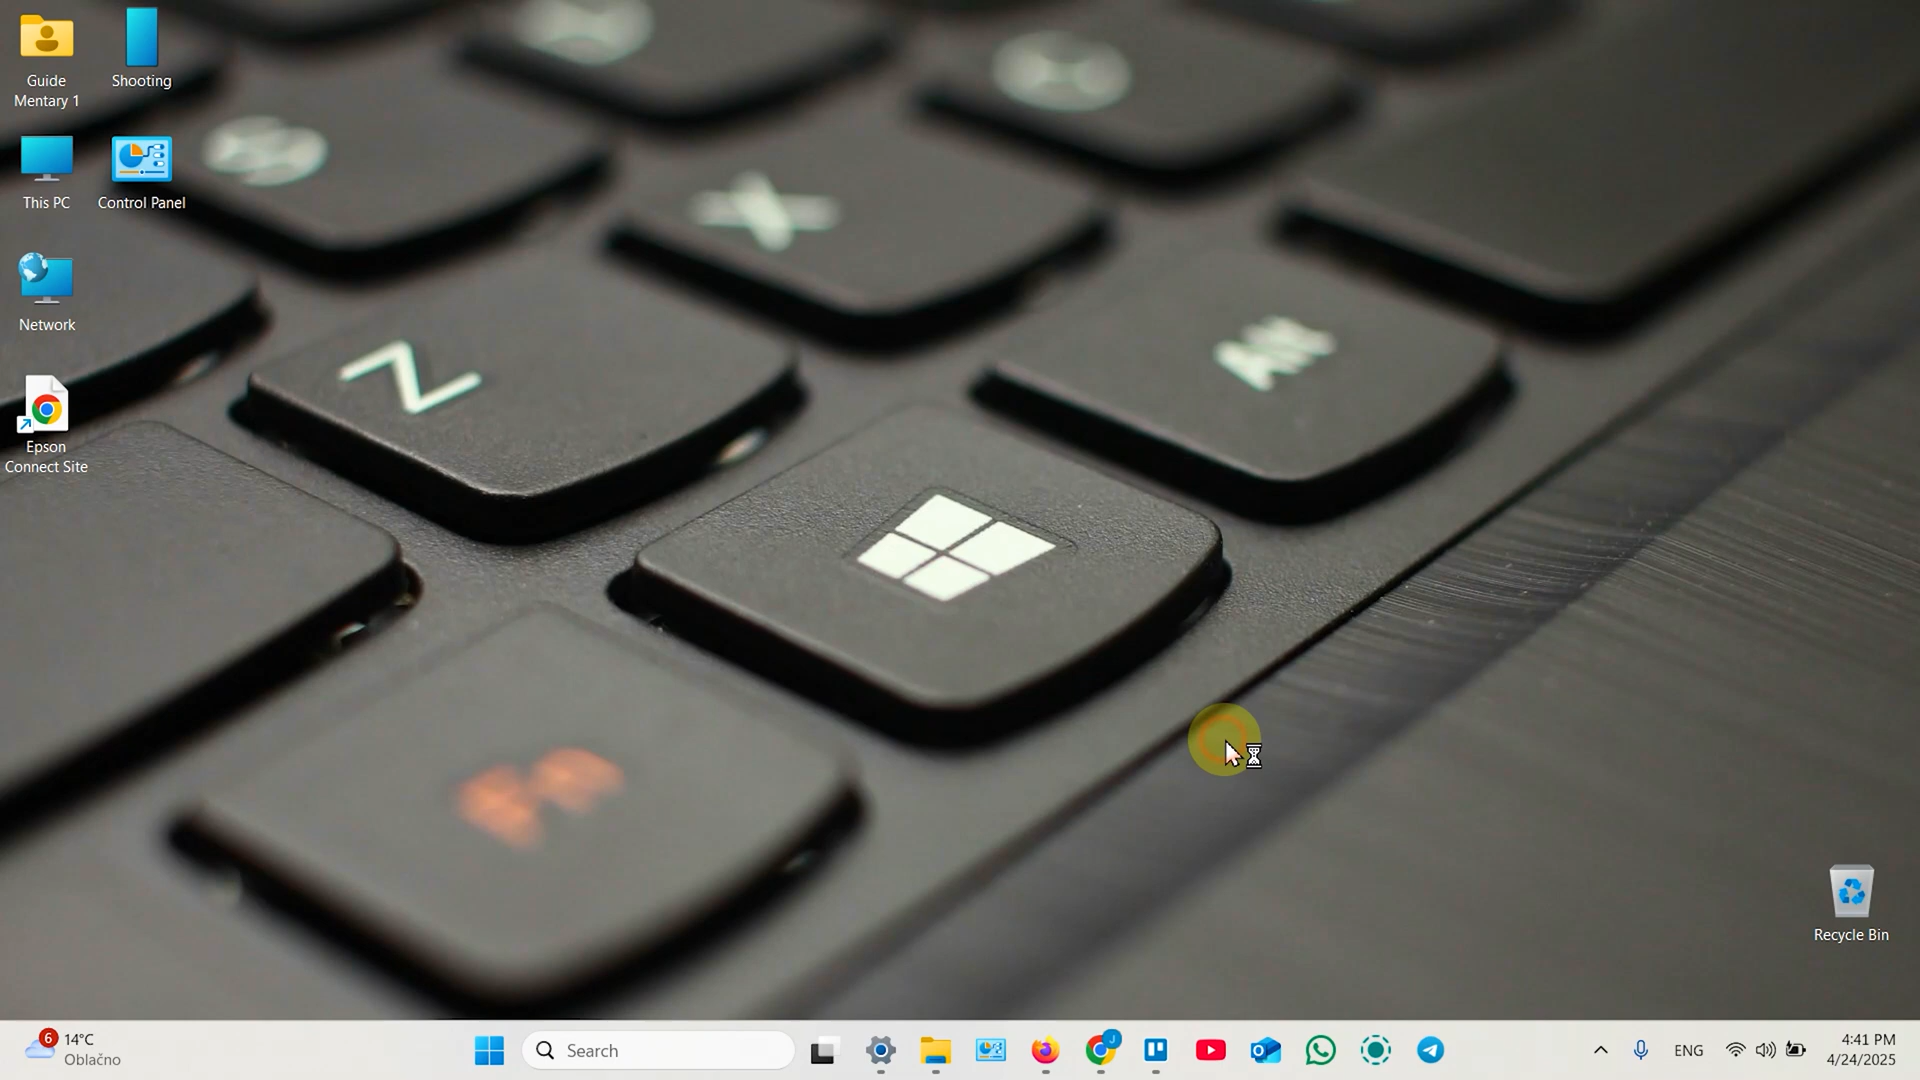 Guide
Mentary 1
Shooting
This PC
Control Panel
Network
Epson
Connect Site
Z
X
Alt
Recycle Bin
6
14°C
Oblačno
Search
J
ENG
4:41 PM
4/24/2025